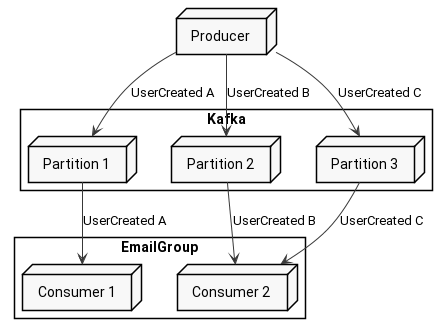 Producer
UserCreated A
UserCreated B
UserCreated C
Kafka
Partition 1
Partition 2
Partition 3
UserCreated A
UserCreated B
UserCreated C
EmailGroup
Consumer 1
Consumer 2